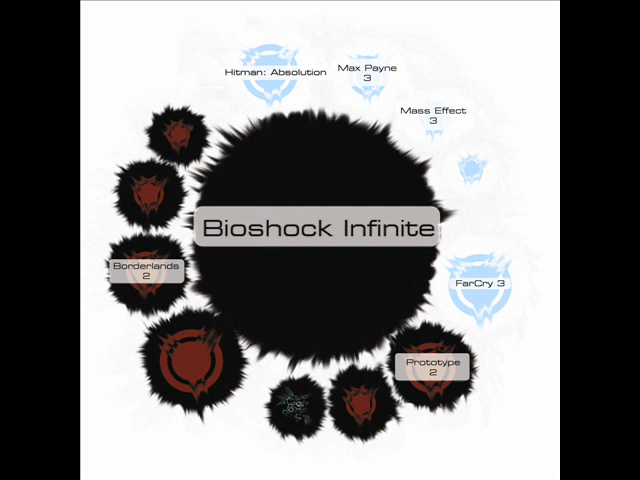 Hitman: Absolution
Max Payne
3
Mass Effect
3
Bioshock Infinite
Borderlands
2
FarCry 3
Prototype
2